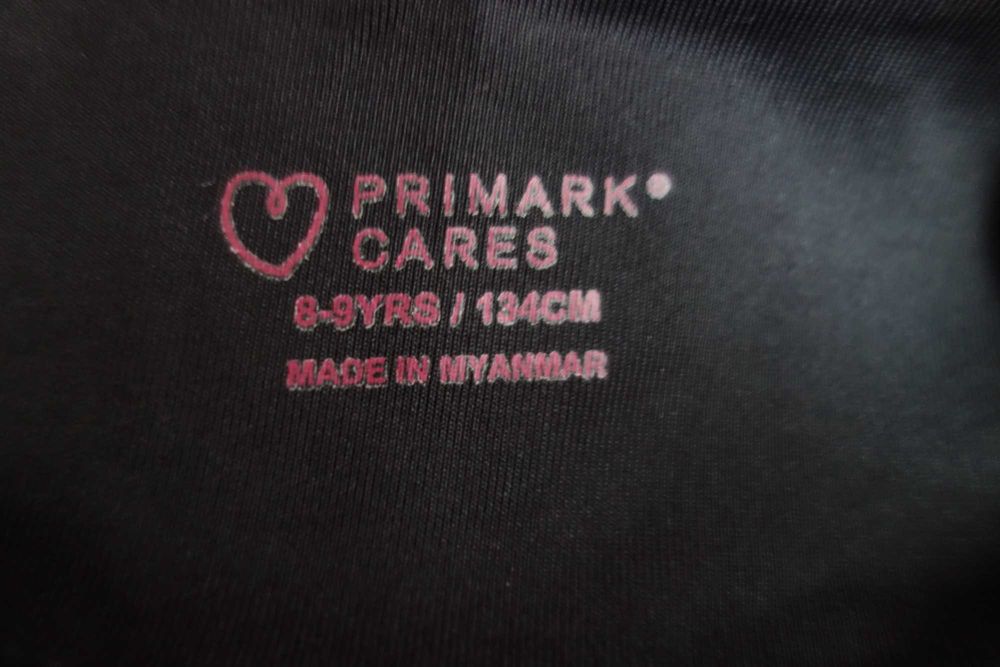 PRIMARK®
CARES
8-9YRS / 134CM
MADE IN MYANMAR